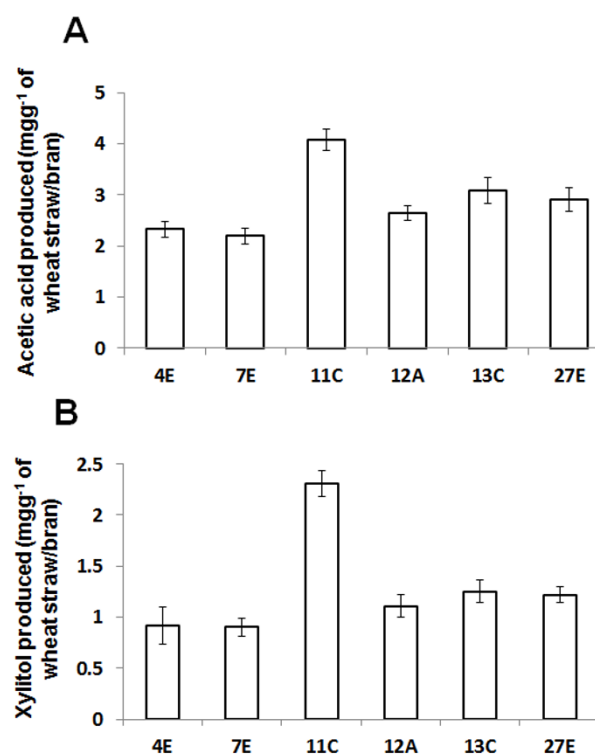 A
Acetic acid produced (mgg⁻¹ of
wheat straw/bran)
5
4
3
2
1
0
4E 7E 11C 12A 13C 27E
B
Xylitol produced (mgg⁻¹ of
wheat straw/bran)
2.5
2
1.5
1
0.5
0
4E 7E 11C 12A 13C 27E